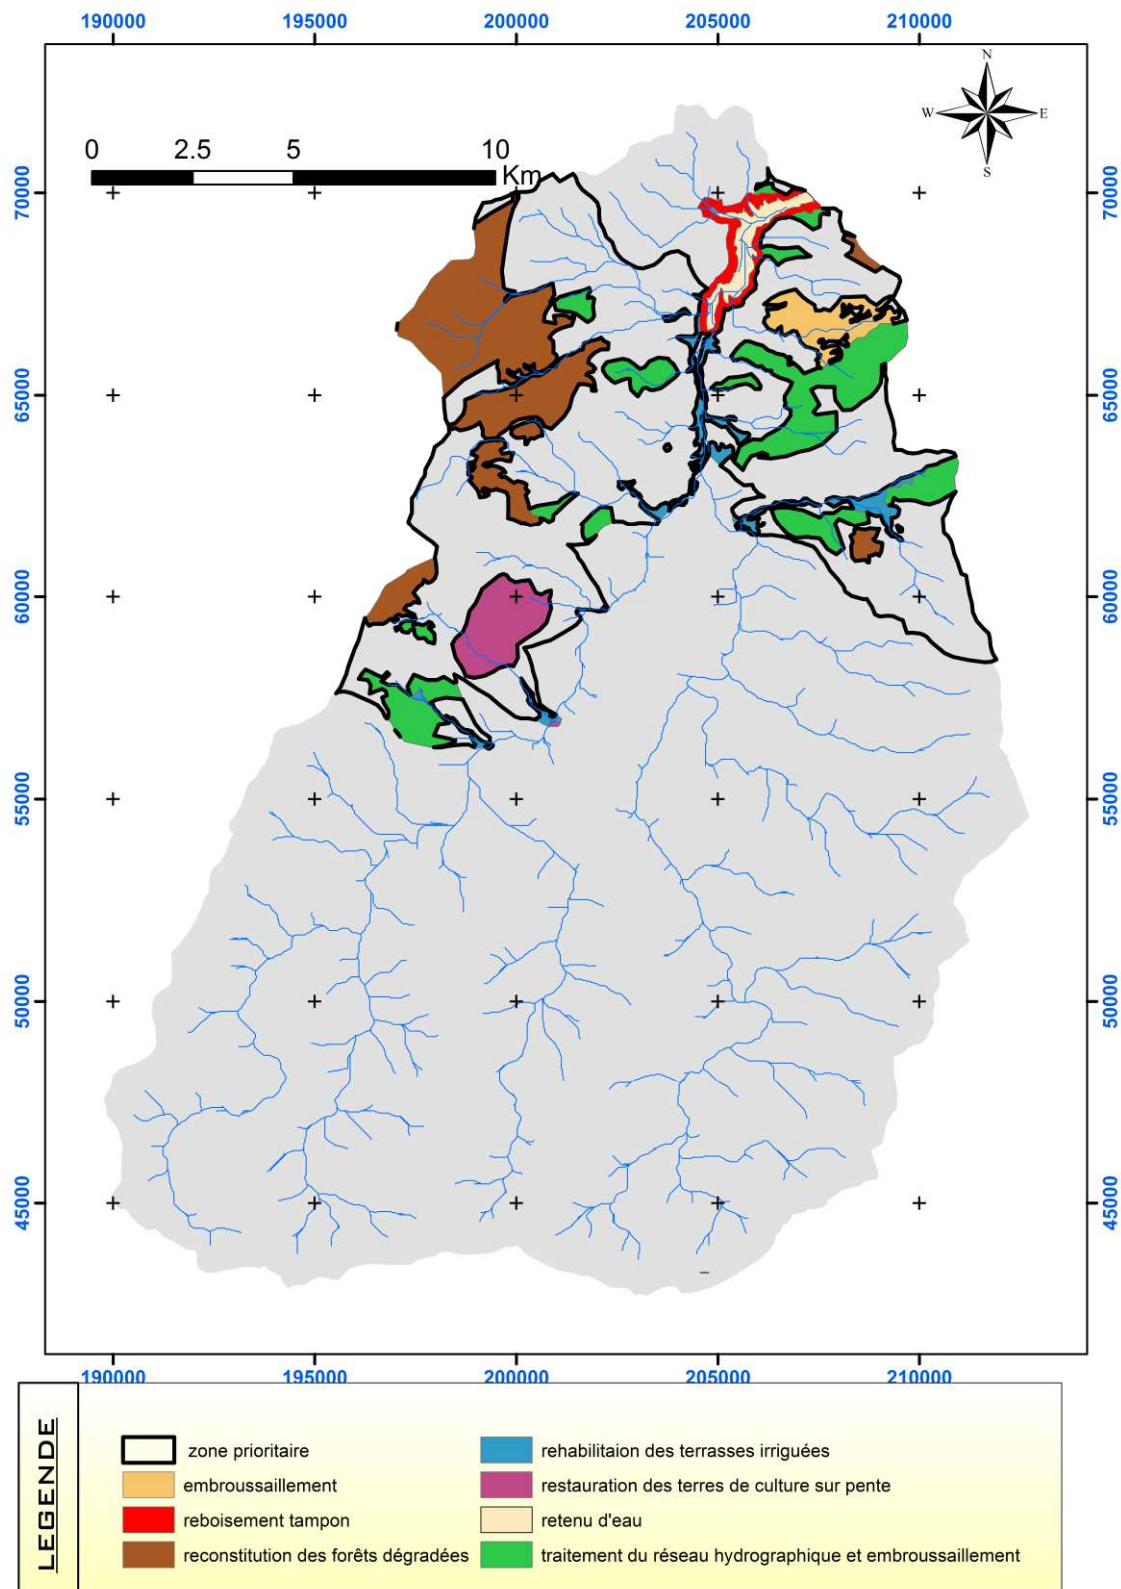 190000 195000 200000 205000 210000
N
W E
S
0 2.5 5 10
Km
70000 70000
65000 65000
60000 60000
55000 55000
50000 50000
45000 45000
190000 195000 200000 205000 210000
LEGENDE
zone prioritaire
embroussaillement
reboisement tampon
reconstitution des forêts dégradées
rehabilitaion des terrasses irriguées
restauration des terres de culture sur pente
retenu d'eau
traitement du réseau hydrographique et embroussaillement